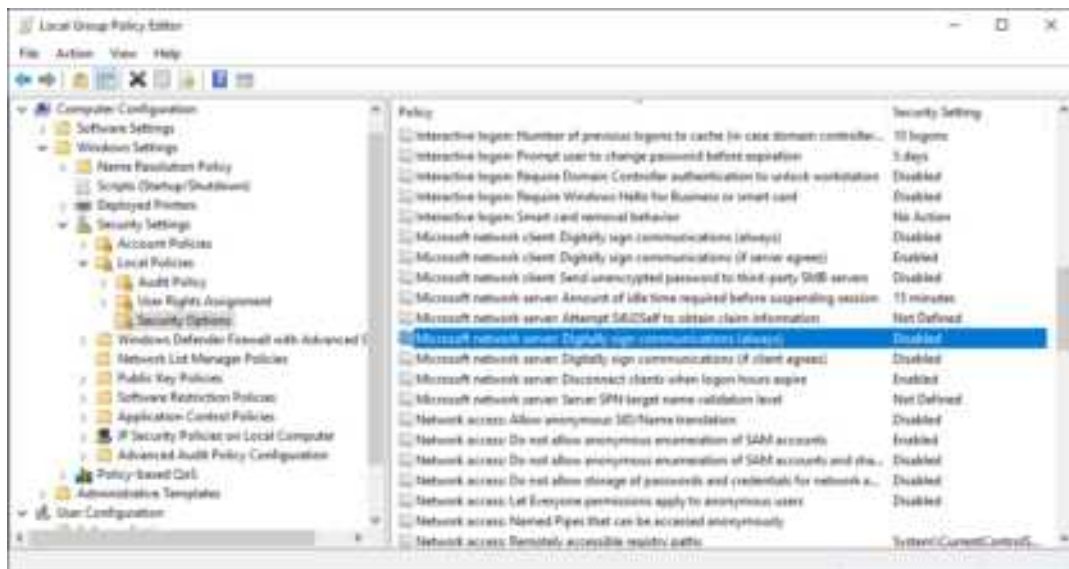 Local Group Policy Editor
File Action View Help
Computer Configuration
Software Settings
Windows Settings
Name Resolution Policy
Scripts (Startup/Shutdown)
Deployed Printers
Security Settings
Account Policies
Local Policies
Audit Policy
User Rights Assignment
Security Options
Windows Defender Firewall with Advanced S
Network List Manager Policies
Public Key Policies
Software Restriction Policies
Application Control Policies
IP Security Policies on Local Computer
Advanced Audit Policy Configuration
Policy-based QoS
Administrative Templates
User Configuration
Policy Security Setting
Interactive logon: Number of previous logons to cache (in case domain controller... 10 logons
Interactive logon: Prompt user to change password before expiration 5 days
Interactive logon: Require Domain Controller authentication to unlock workstation Disabled
Interactive logon: Require Windows Hello for Business or smart card Disabled
Interactive logon: Smart card removal behavior No Action
Microsoft network client: Digitally sign communications (always) Disabled
Microsoft network client: Digitally sign communications (if server agrees) Enabled
Microsoft network client: Send unencrypted password to third-party SMB servers Disabled
Microsoft network server: Amount of idle time required before suspending session 15 minutes
Microsoft network server: Attempt S4U2Self to obtain claim information Not Defined
Microsoft network server: Digitally sign communications (always) Disabled
Microsoft network server: Digitally sign communications (if client agrees) Disabled
Microsoft network server: Disconnect clients when logon hours expire Enabled
Microsoft network server: Server SPN target name validation level Not Defined
Network access: Allow anonymous SID/Name translation Disabled
Network access: Do not allow anonymous enumeration of SAM accounts Enabled
Network access: Do not allow anonymous enumeration of SAM accounts and sha... Disabled
Network access: Do not allow storage of passwords and credentials for network a... Disabled
Network access: Let Everyone permissions apply to anonymous users Disabled
Network access: Named Pipes that can be accessed anonymously
Network access: Remotely accessible registry paths System\CurrentControlS...